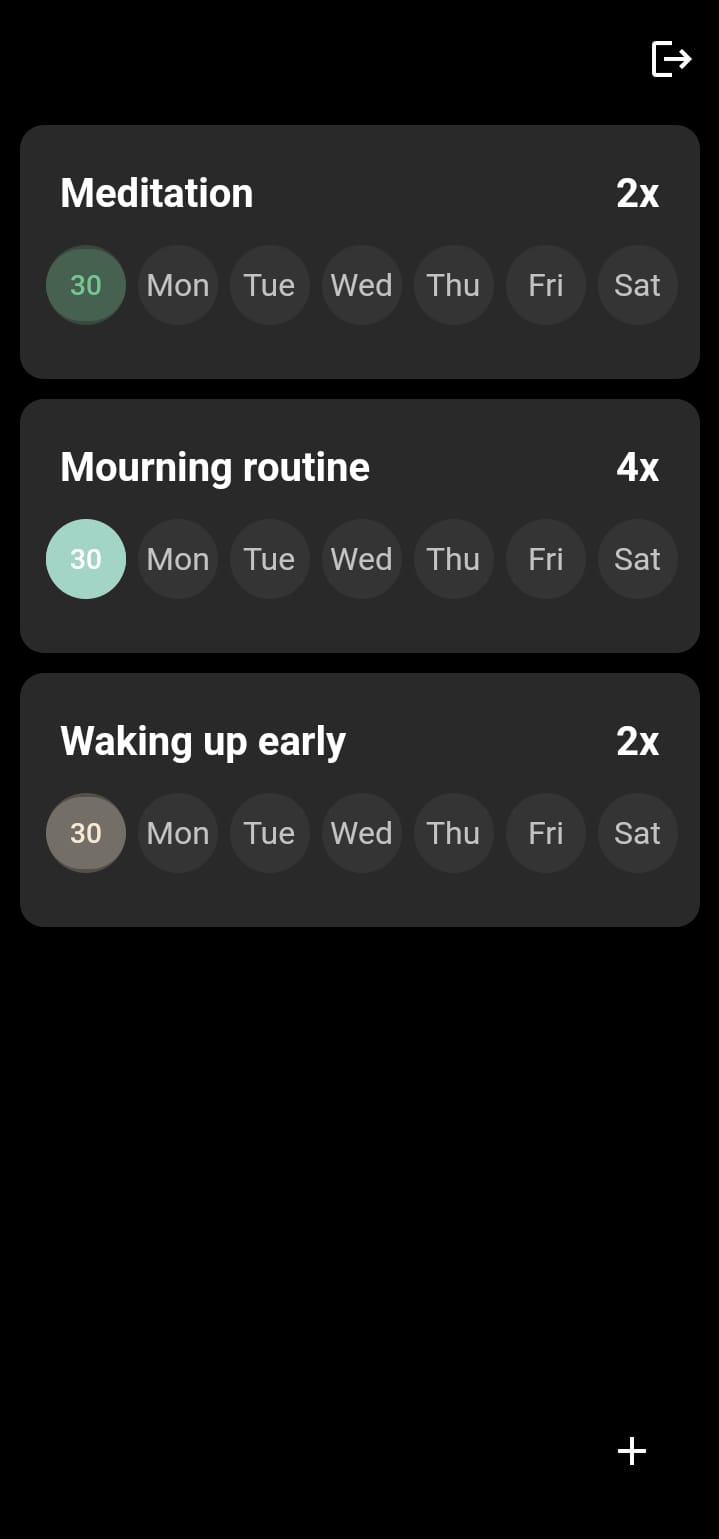 Meditation 2x
30 Mon Tue Wed Thu Fri Sat
Mourning routine 4x
30 Mon Tue Wed Thu Fri Sat
Waking up early 2x
30 Mon Tue Wed Thu Fri Sat